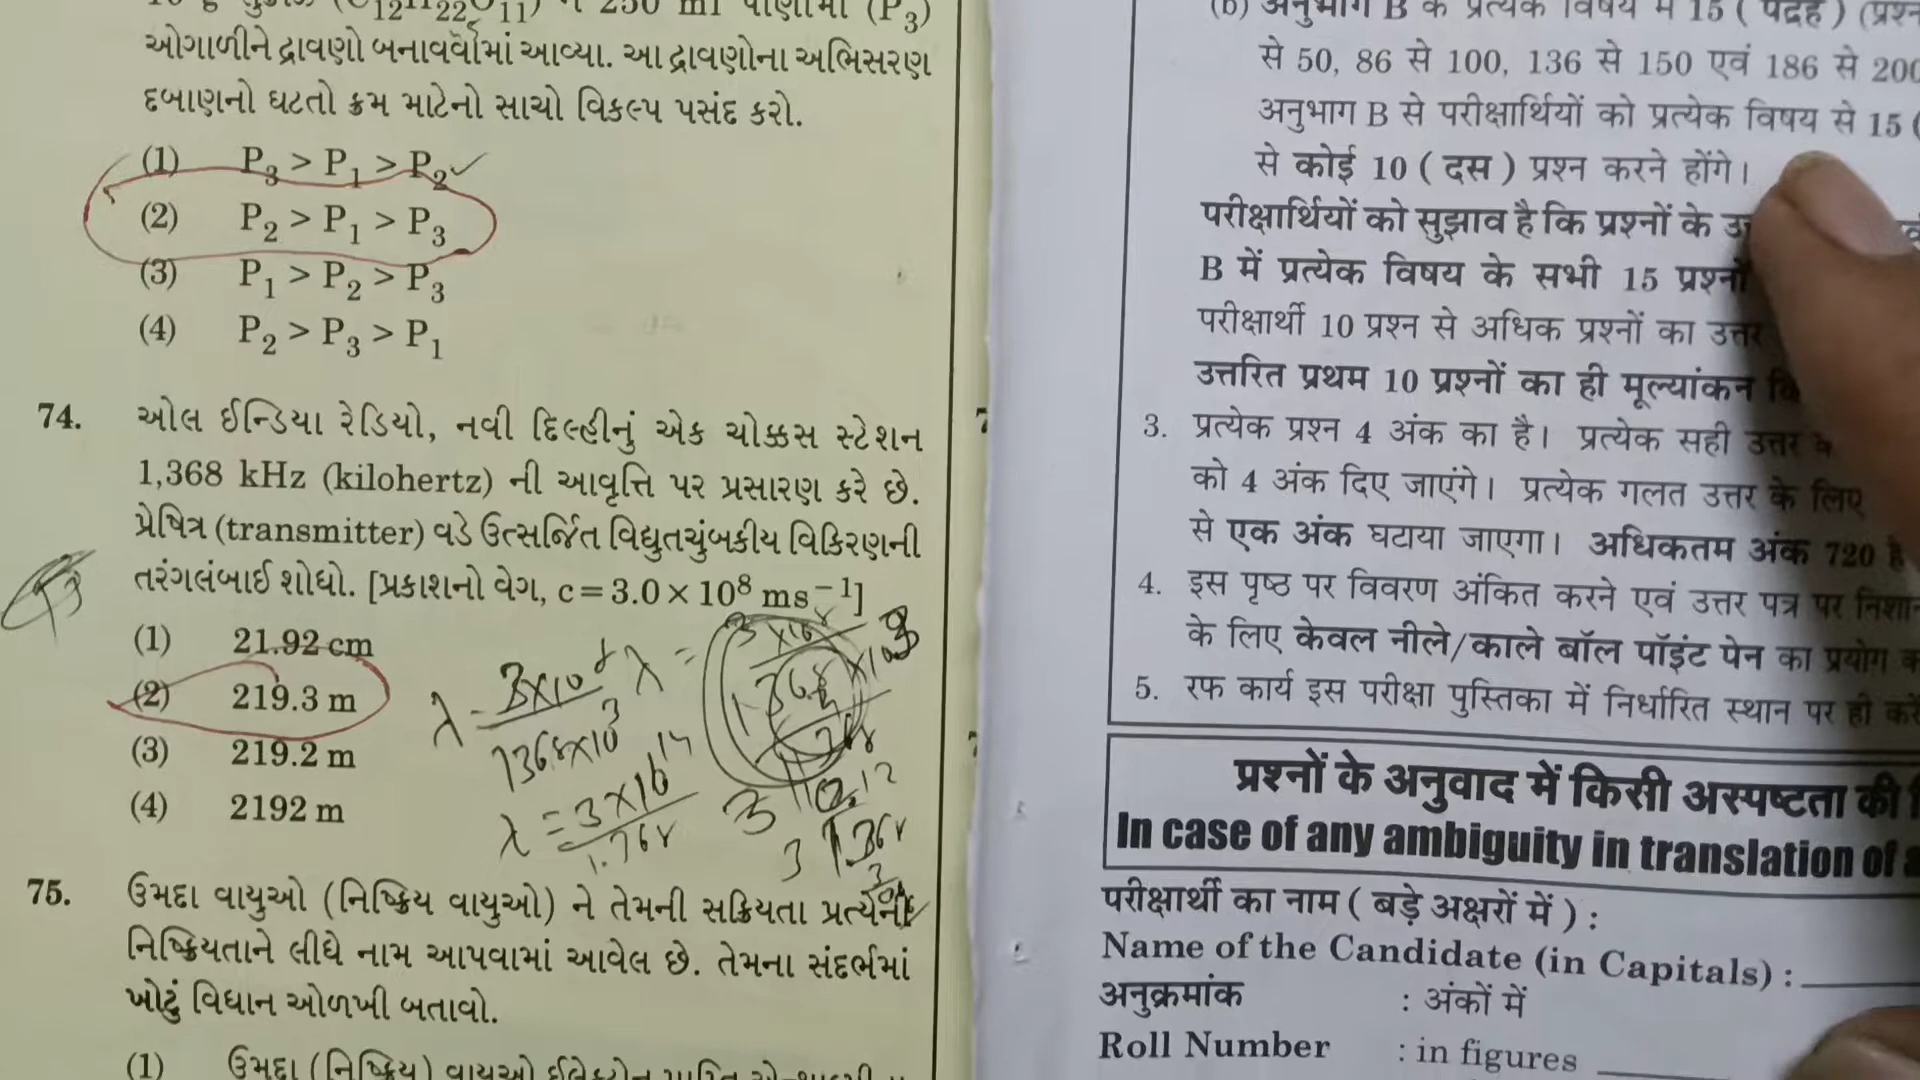 250 ml પાણીમાં (P3)
ઓગાળીને દ્રાવણો બનાવવામાં આવ્યા. આ દ્રાવણોના અભિસરણ
દબાણનો ઘટતો ક્રમ માટેનો સાચો વિકલ્પ પસંદ કરો.
(1) P3 > P1 > P2
(2) P2 > P1 > P3
(3) P1 > P2 > P3
(4) P2 > P3 > P1
74. ઓલ ઈન્ડિયા રેડિયો, નવી દિલ્હીનું એક ચોક્કસ સ્ટેશન
1,368 kHz (kilohertz) ની આવૃત્તિ પર પ્રસારણ કરે છે.
પ્રેષિત્ર (transmitter) વડે ઉત્સર્જિત વિદ્યુતચુંબકીય વિકિરણની
તરંગલંબાઈ શોધો. [પ્રકાશનો વેગ, c = 3.0 × 10⁸ ms⁻¹]
(1) 21.92 cm
(2) 219.3 m
(3) 219.2 m
(4) 2192 m
75. ઉમદા વાયુઓ (નિષ્ક્રિય વાયુઓ) ને તેમની સક્રિયતા પ્રત્યેની
નિષ્ક્રિયતાને લીધે નામ આપવામાં આવેલ છે. તેમના સંદર્ભમાં
ખોટું વિધાન ઓળખી બતાવો.
(1) ઉમદા (નિષ્ક્રિય) વાયુઓ
(b) अनुभाग B के प्रत्येक विषय में 15 ( पंद्रह )
से 50, 86 से 100, 136 से 150 एवं 186 से 200
अनुभाग B से परीक्षार्थियों को प्रत्येक विषय से 15 (
से कोई 10 ( दस ) प्रश्न करने होंगे।
परीक्षार्थियों को सुझाव है कि प्रश्नों के
B में प्रत्येक विषय के सभी 15 प्रश्नों
परीक्षार्थी 10 प्रश्न से अधिक प्रश्नों का उत्तर
उत्तरित प्रथम 10 प्रश्नों का ही मूल्यांकन
3. प्रत्येक प्रश्न 4 अंक का है। प्रत्येक सही उत्तर
को 4 अंक दिए जाएंगे। प्रत्येक गलत उत्तर के लिए
से एक अंक घटाया जाएगा। अधिकतम अंक 720
4. इस पृष्ठ पर विवरण अंकित करने एवं उत्तर पत्र पर
के लिए केवल नीले/काले बॉल पॉइंट पेन का प्रयोग
5. रफ कार्य इस परीक्षा पुस्तिका में निर्धारित स्थान पर ही
प्रश्नों के अनुवाद में किसी अस्पष्टता की
In case of any ambiguity in translation of
परीक्षार्थी का नाम ( बड़े अक्षरों में ) :
Name of the Candidate (in Capitals) :
अनुक्रमांक : अंकों में
Roll Number : in figures